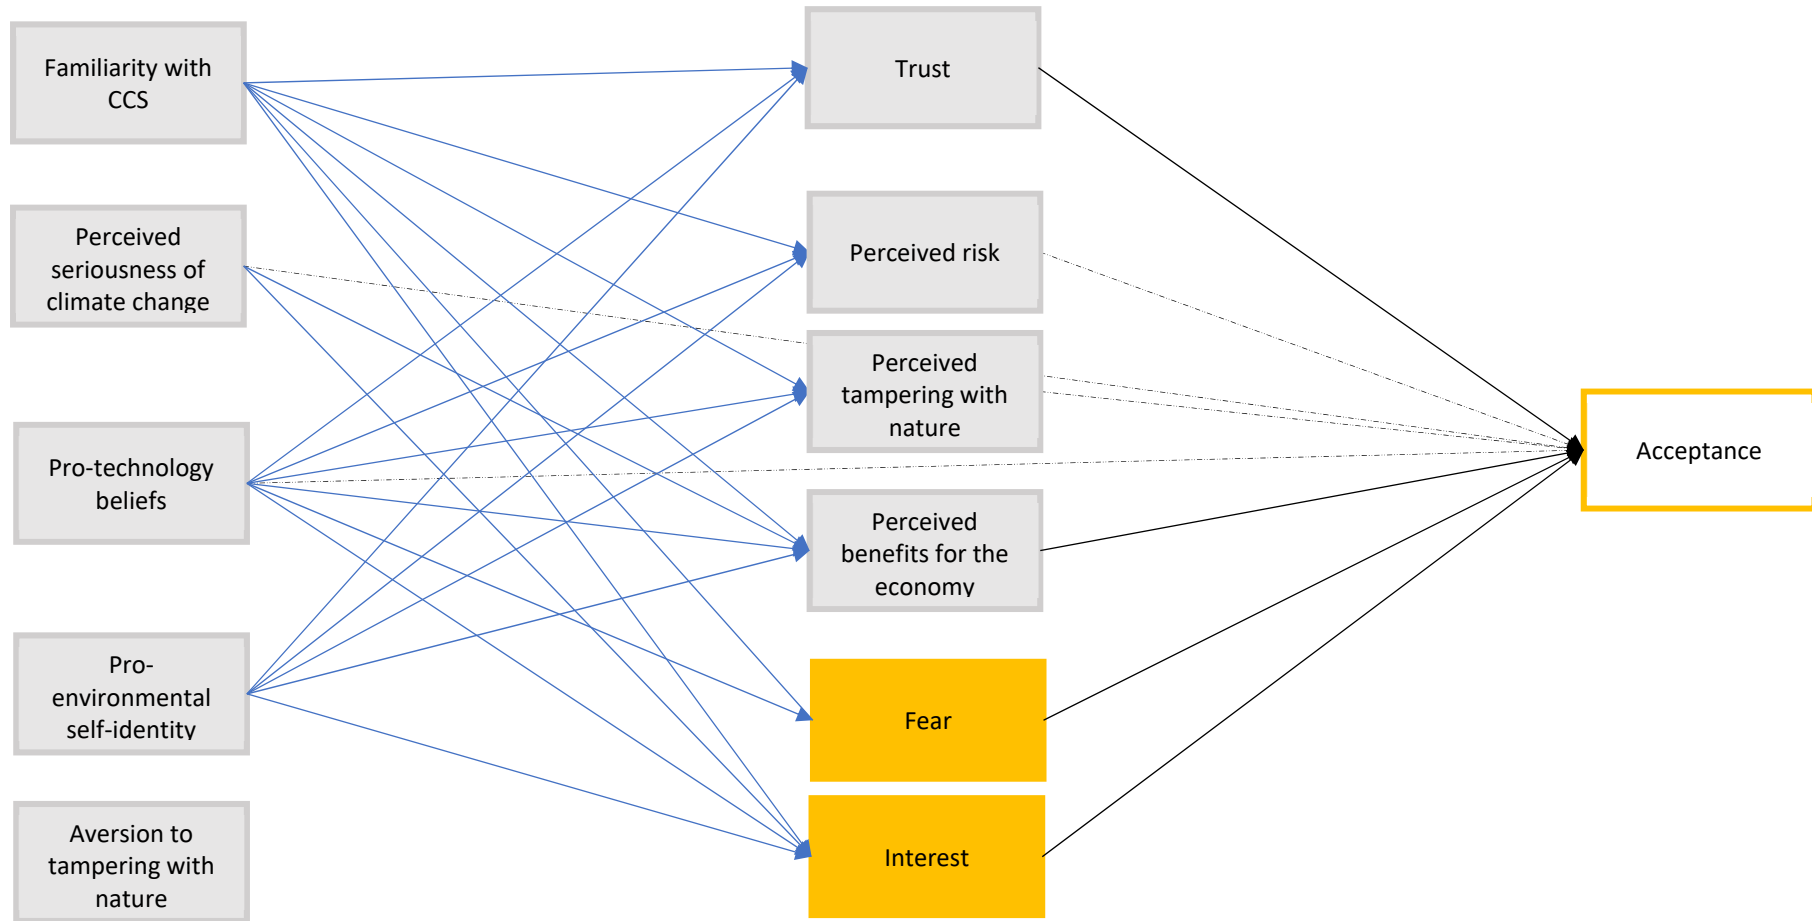 Familiarity with
CCS
Perceived
seriousness of
climate change
Pro-technology
beliefs
Pro-
environmental
self-identity
Aversion to
tampering with
nature
Trust
Perceived risk
Perceived
tampering with
nature
Perceived
benefits for the
economy
Fear
Interest
Acceptance